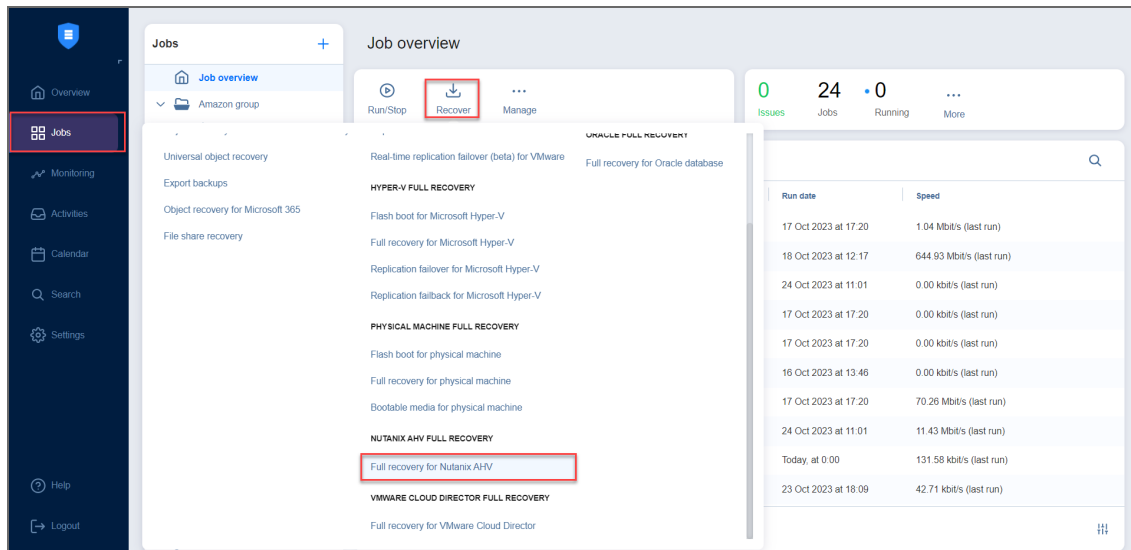 Overview
Jobs
Monitoring
Activities
Calendar
Search
Settings
Help
Logout
Jobs +
Job overview
Amazon group
Job overview
Run/Stop
Recover
Manage
0
Issues
24
Jobs
0
Running
More
Universal object recovery
Export backups
Object recovery for Microsoft 365
File share recovery
Real-time replication failover (beta) for VMware
HYPER-V FULL RECOVERY
Flash boot for Microsoft Hyper-V
Full recovery for Microsoft Hyper-V
Replication failover for Microsoft Hyper-V
Replication failback for Microsoft Hyper-V
PHYSICAL MACHINE FULL RECOVERY
Flash boot for physical machine
Full recovery for physical machine
Bootable media for physical machine
NUTANIX AHV FULL RECOVERY
Full recovery for Nutanix AHV
VMWARE CLOUD DIRECTOR FULL RECOVERY
Full recovery for VMware Cloud Director
ORACLE FULL RECOVERY
Full recovery for Oracle database
Run date Speed
17 Oct 2023 at 17:20 1.04 Mbit/s (last run)
18 Oct 2023 at 12:17 644.93 Mbit/s (last run)
24 Oct 2023 at 11:01 0.00 kbit/s (last run)
17 Oct 2023 at 17:20 0.00 kbit/s (last run)
17 Oct 2023 at 17:20 0.00 kbit/s (last run)
16 Oct 2023 at 13:46 0.00 kbit/s (last run)
17 Oct 2023 at 17:20 70.26 Mbit/s (last run)
24 Oct 2023 at 11:01 11.43 Mbit/s (last run)
Today, at 0:00 131.58 kbit/s (last run)
23 Oct 2023 at 18:09 42.71 kbit/s (last run)